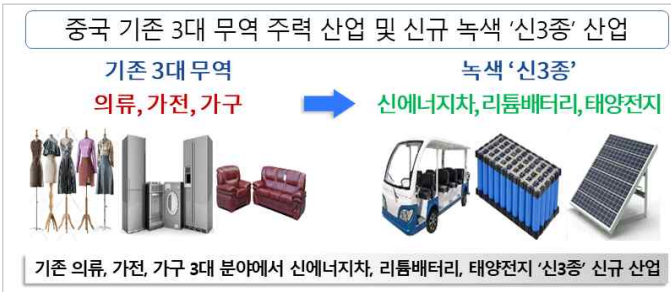 중국 기존 3대 무역 주력 산업 및 신규 녹색 ‘신3종’ 산업
기존 3대 무역
녹색 ‘신3종’
의류, 가전, 가구
신에너지차, 리튬배터리, 태양전지
기존 의류, 가전, 가구 3대 분야에서 신에너지차, 리튬배터리, 태양전지 ‘신3종’ 신규 산업